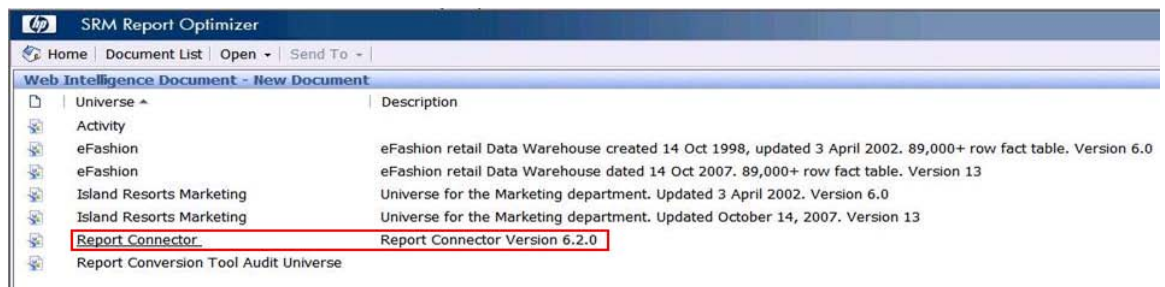 hp SRM Report Optimizer
Home | Document List | Open | Send To |
Web Intelligence Document - New Document
Universe | Description
Activity
eFashion eFashion retail Data Warehouse created 14 Oct 1998, updated 3 April 2002. 89,000+ row fact table. Version 6.0
eFashion eFashion retail Data Warehouse dated 14 Oct 2007. 89,000+ row fact table. Version 13
Island Resorts Marketing Universe for the Marketing department. Updated 3 April 2002. Version 6.0
Island Resorts Marketing Universe for the Marketing department. Updated October 14, 2007. Version 13
Report Connector Report Connector Version 6.2.0
Report Conversion Tool Audit Universe